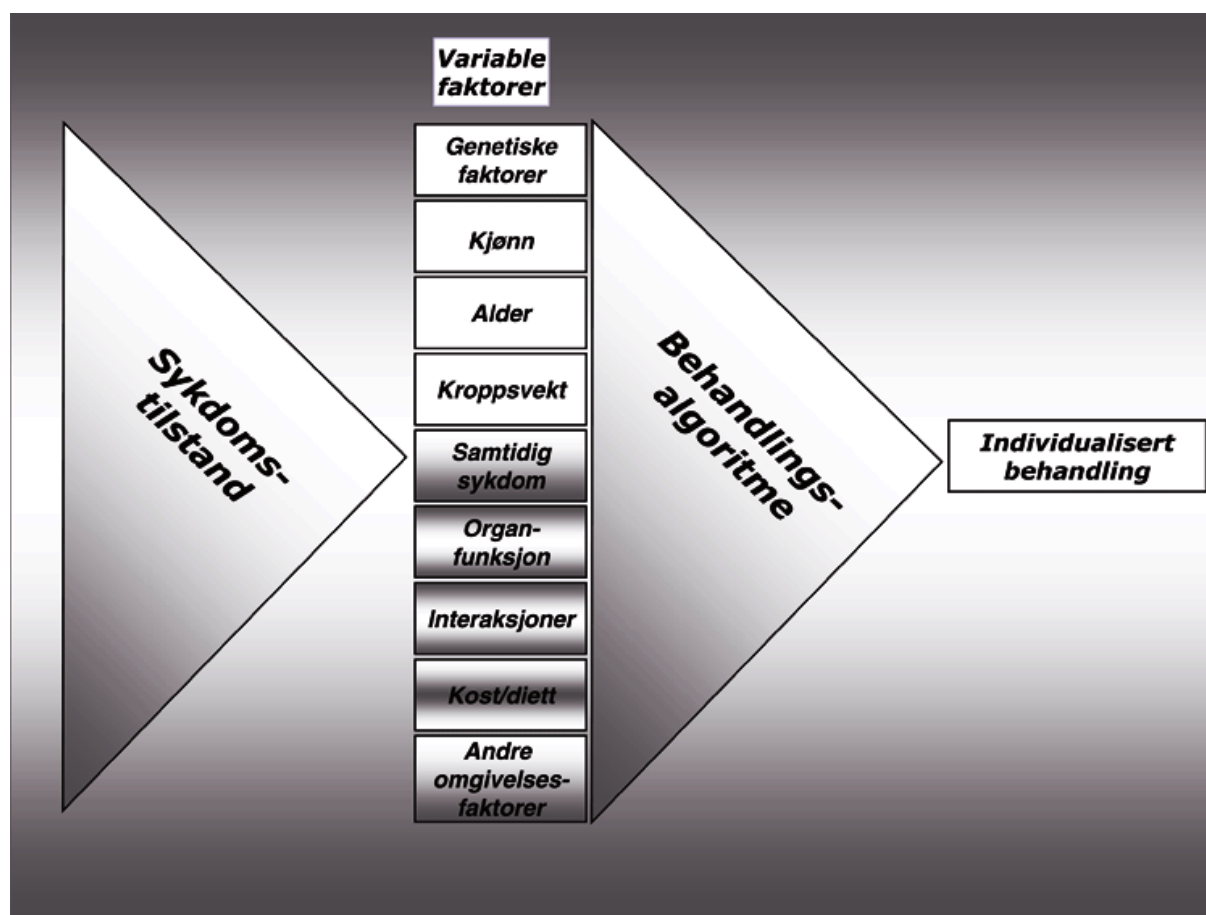 Variable
faktorer
Sykdoms-
tilstand
Genetiske
faktorer
Kjønn
Alder
Kroppsvekt
Samtidig
sykdom
Organ-
funksjon
Interaksjoner
Kost/diett
Andre
omgivelses-
faktorer
Behandlings-
algoritme
Individualisert
behandling